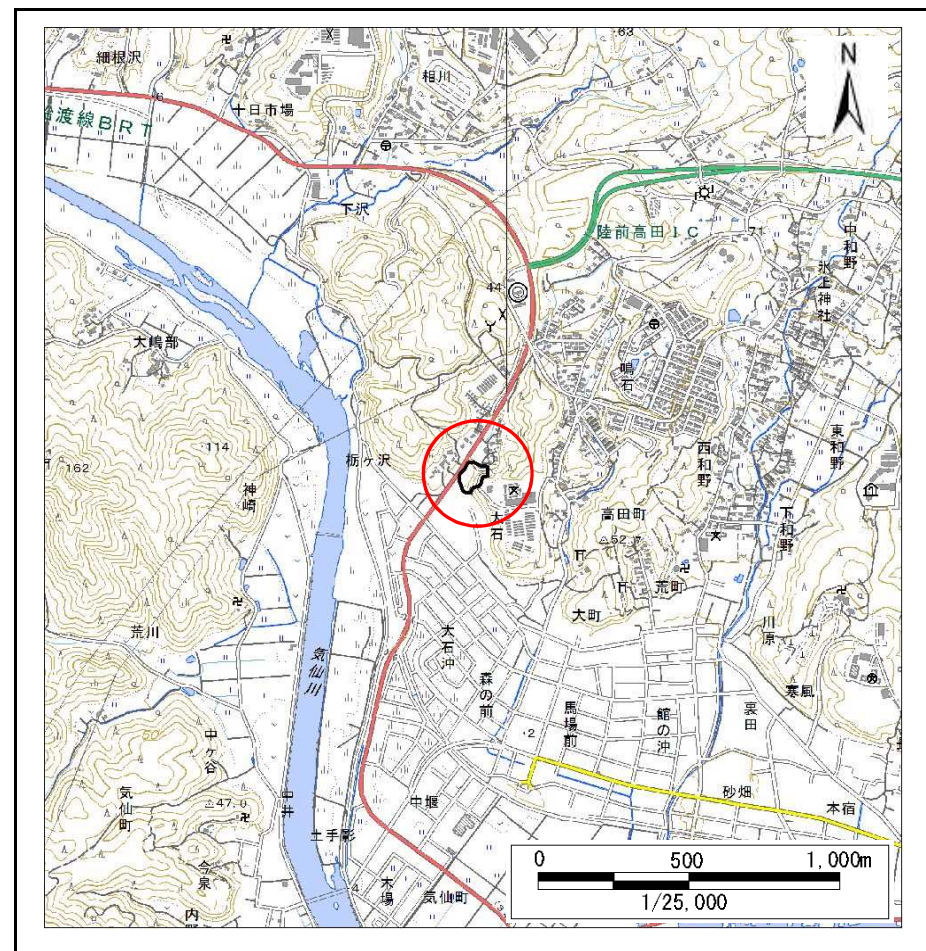 細根沢
63
相川
N
6
十日市場
渡線BRT
下沢
陸前高田IC
71
中和野
氷上神社
44
大嶋部
鳴石
114
162
栃ヶ沢
神崎
西和野
東和野
下和野
大石
高田町
52.7
荒町
大町
荒川
川原
気仙川
大石沖
森の前
寒風
馬場前
館の沖
裏田
2
中ヶ谷
砂畑
気仙町
47.0
中井
中堰
本宿
土手影
今泉
4
木場
気仙町
0 500 1,000m
1/25,000